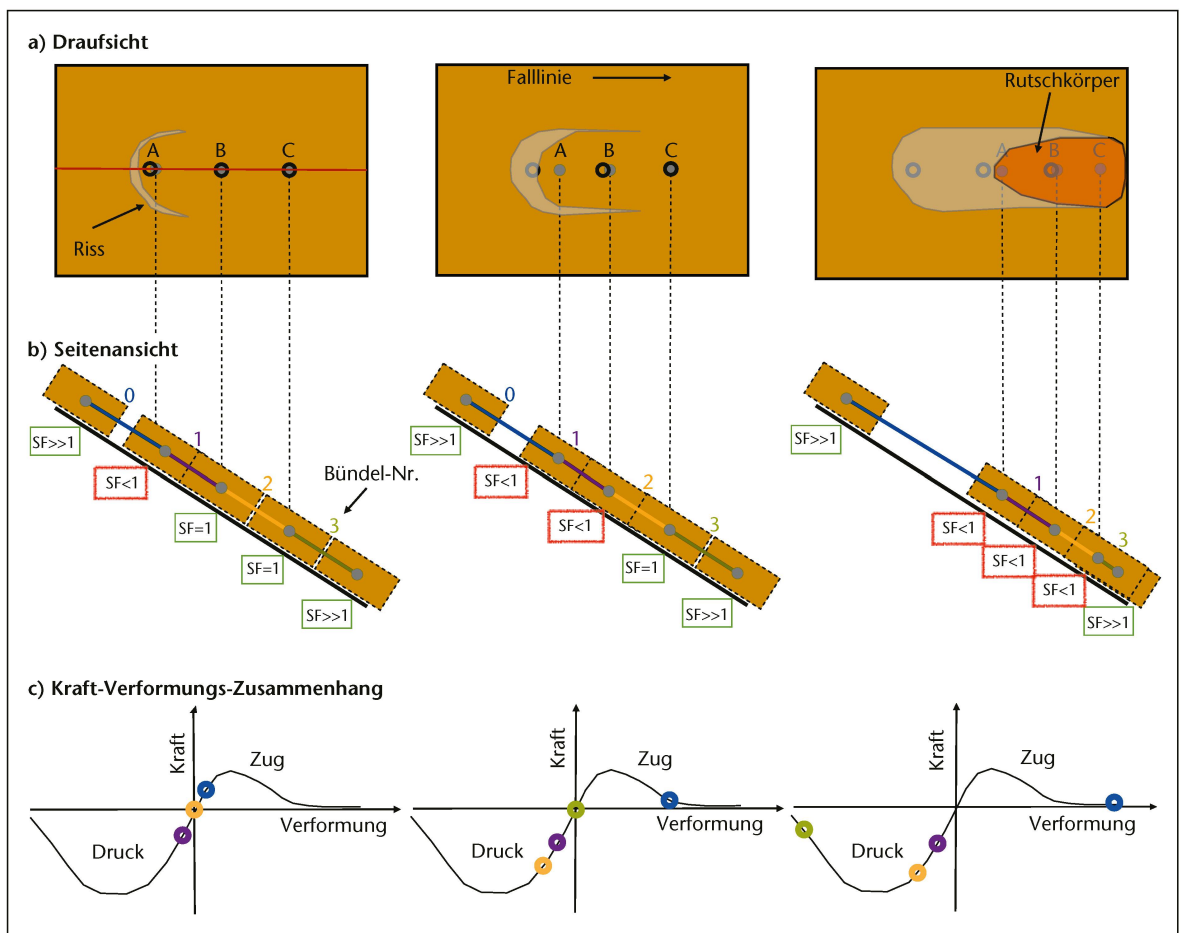 a) Draufsicht
A B C
Riss
Falllinie
A B C
Rutschkörper
A B C
b) Seitenansicht
0
1
2
3
Bündel-Nr.
SF>>1
SF<1
SF=1
SF=1
SF>>1
0
1
2
3
SF>>1
SF<1
SF<1
SF=1
SF>>1
1
2
3
SF>>1
SF<1
SF<1
SF<1
SF>>1
c) Kraft-Verformungs-Zusammenhang
Kraft
Zug
Verformung
Druck
Kraft
Zug
Verformung
Druck
Kraft
Zug
Verformung
Druck